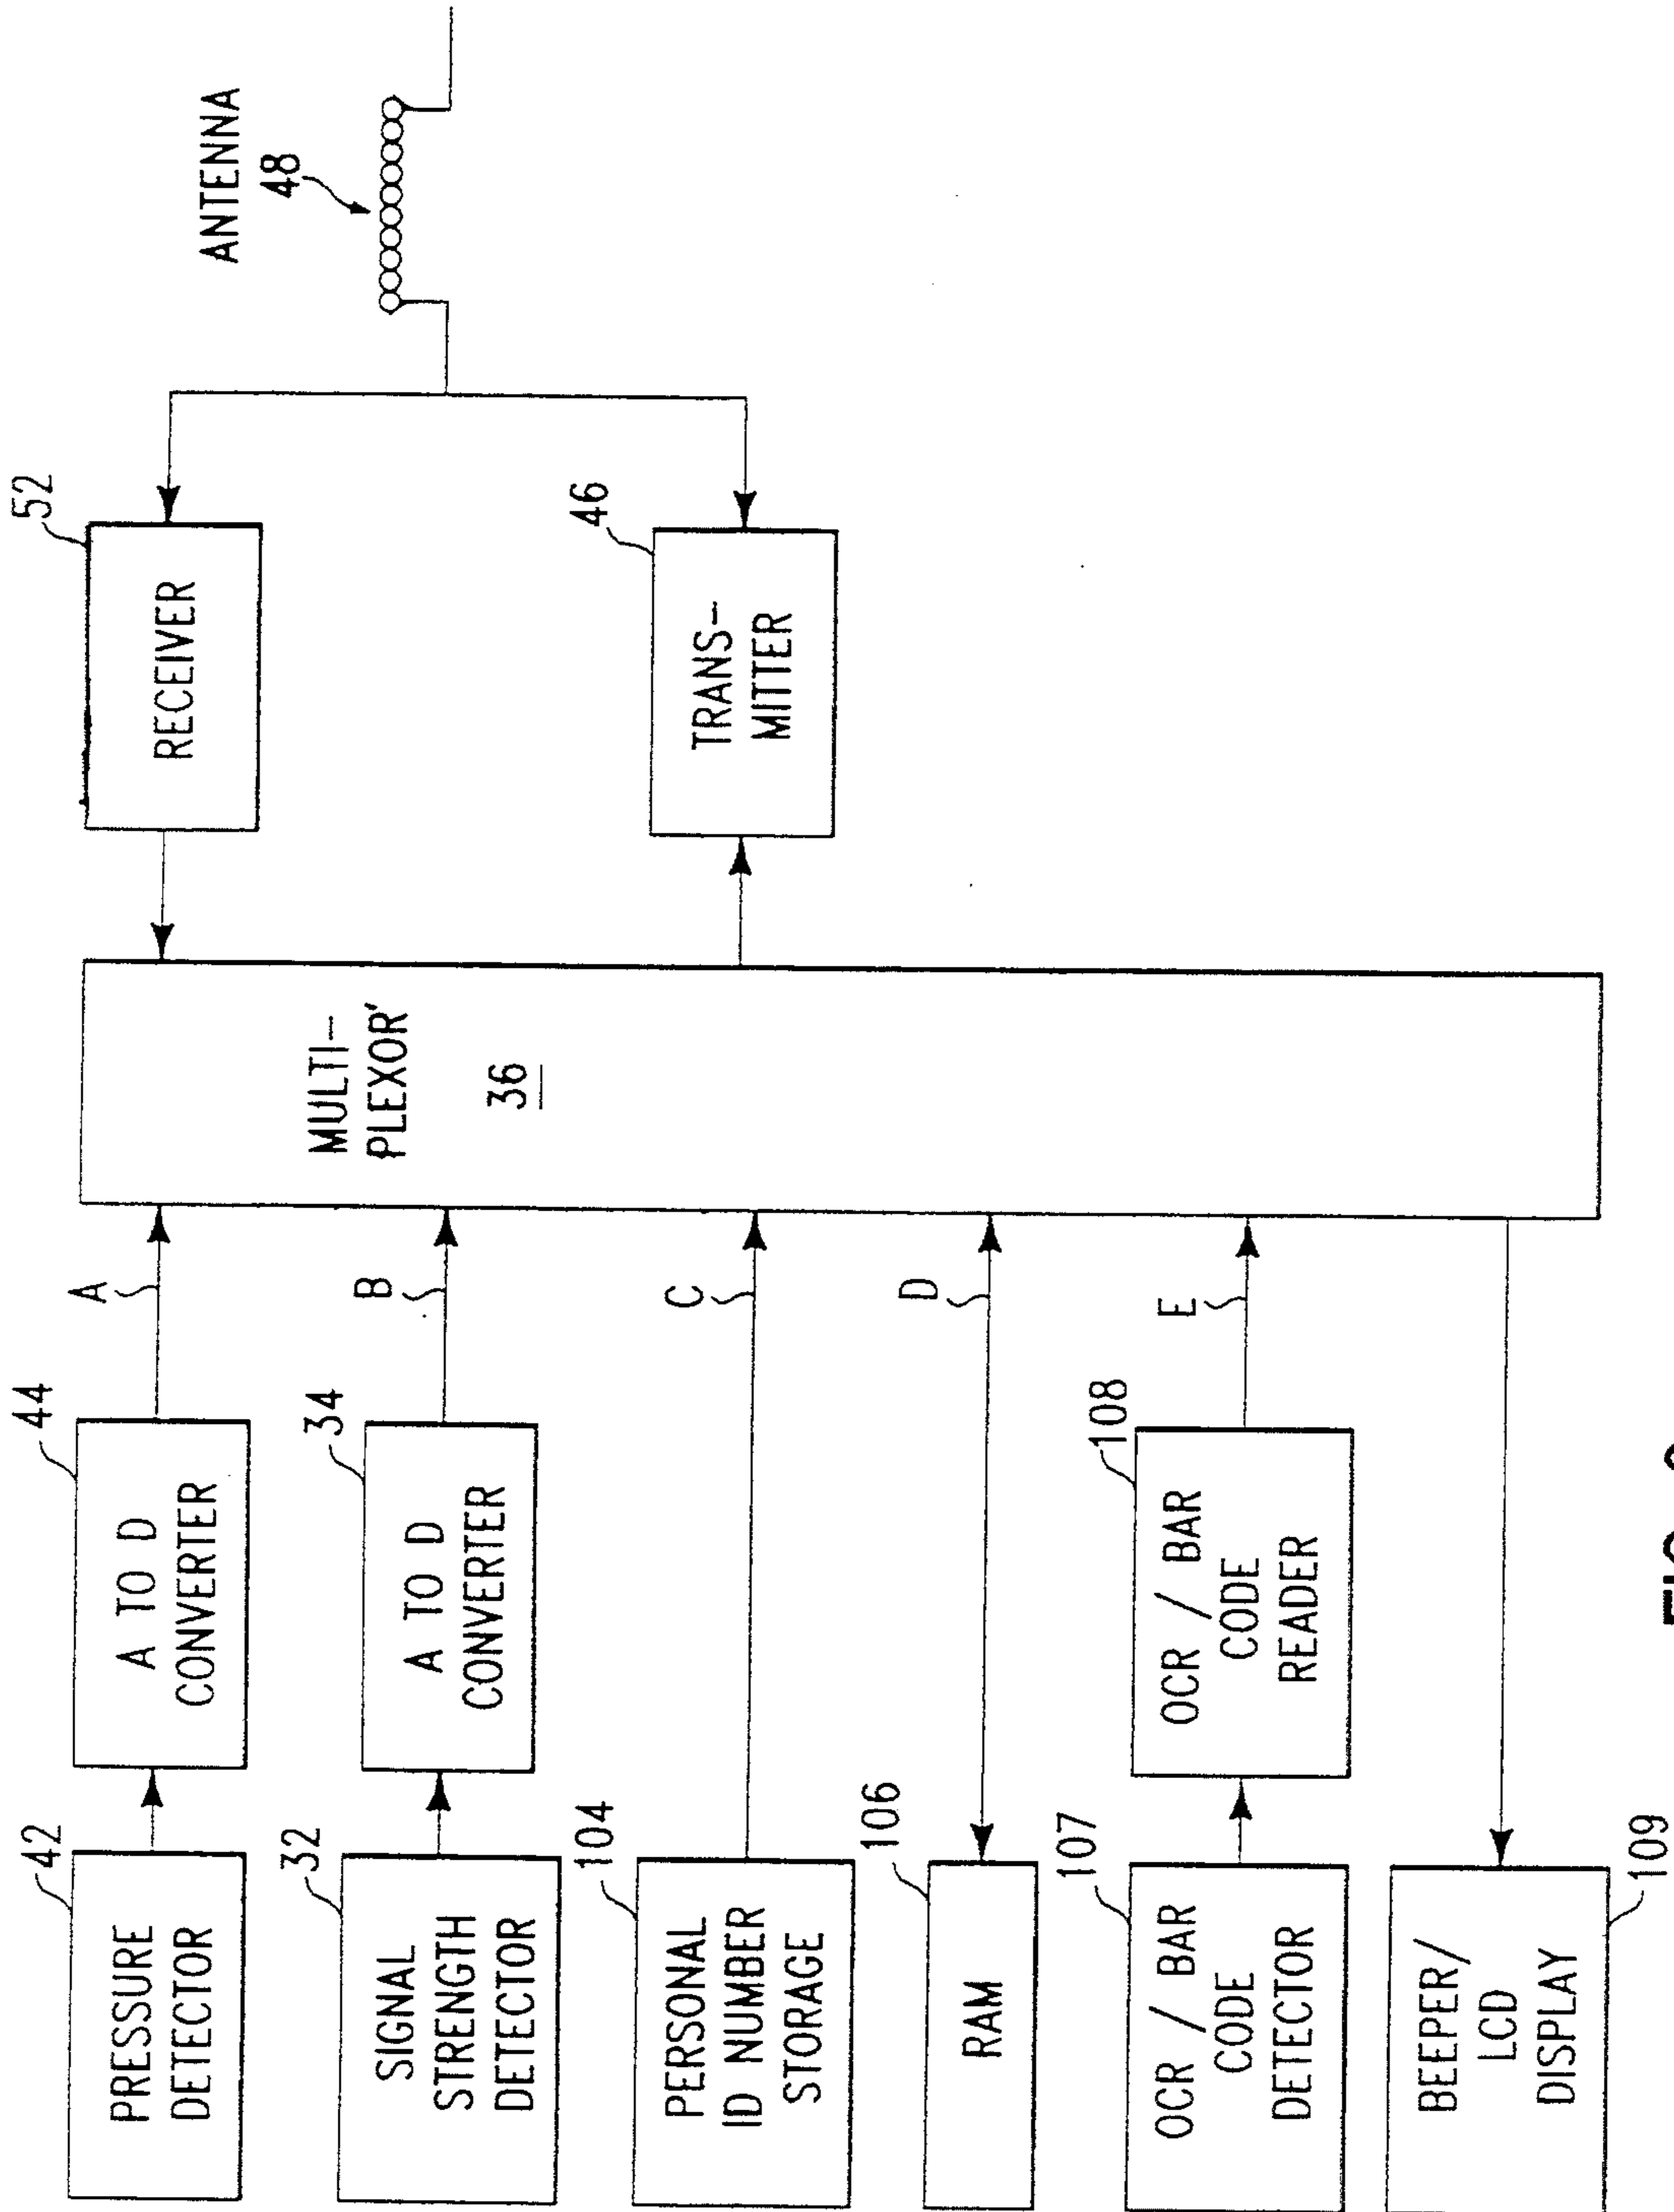 42
PRESSURE
DETECTOR
44
A TO D
CONVERTER
A
32
SIGNAL
STRENGTH
DETECTOR
34
A TO D
CONVERTER
B
104
PERSONAL
ID NUMBER
STORAGE
C
106
RAM
D
107
OCR / BAR
CODE
DETECTOR
108
OCR / BAR
CODE
READER
E
BEEPER/
LCD
DISPLAY
109
MULTI-
PLEXOR'
36
52
RECEIVER
46
TRANS-
MITTER
ANTENNA
48